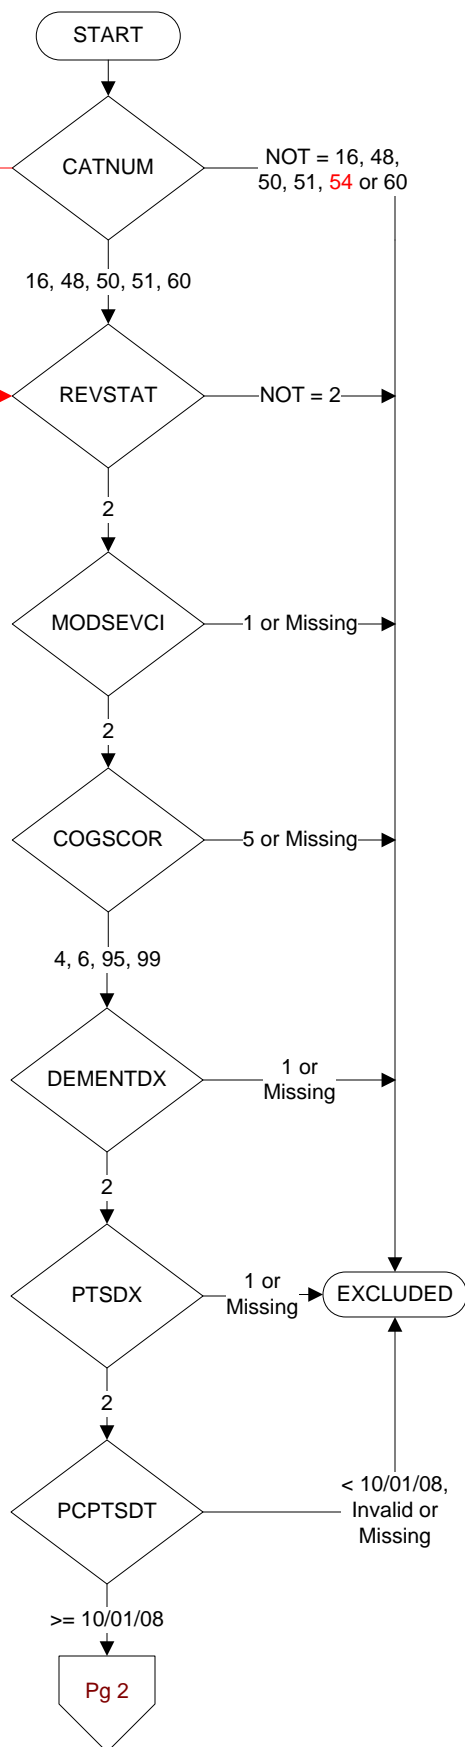 START
CATNUM
NOT = 16, 48,
50, 51, 54 or 60
16, 48, 50, 51, 60
REVSTAT
NOT = 2
2
MODSEVCI
1 or Missing
2
COGSCOR
5 or Missing
4, 6, 95, 99
DEMENTDX
1 or
Missing
2
PTSDX
1 or
Missing
EXCLUDED
2
PCPTSDT
< 10/01/08,
Invalid or
Missing
>= 10/01/08
Pg 2